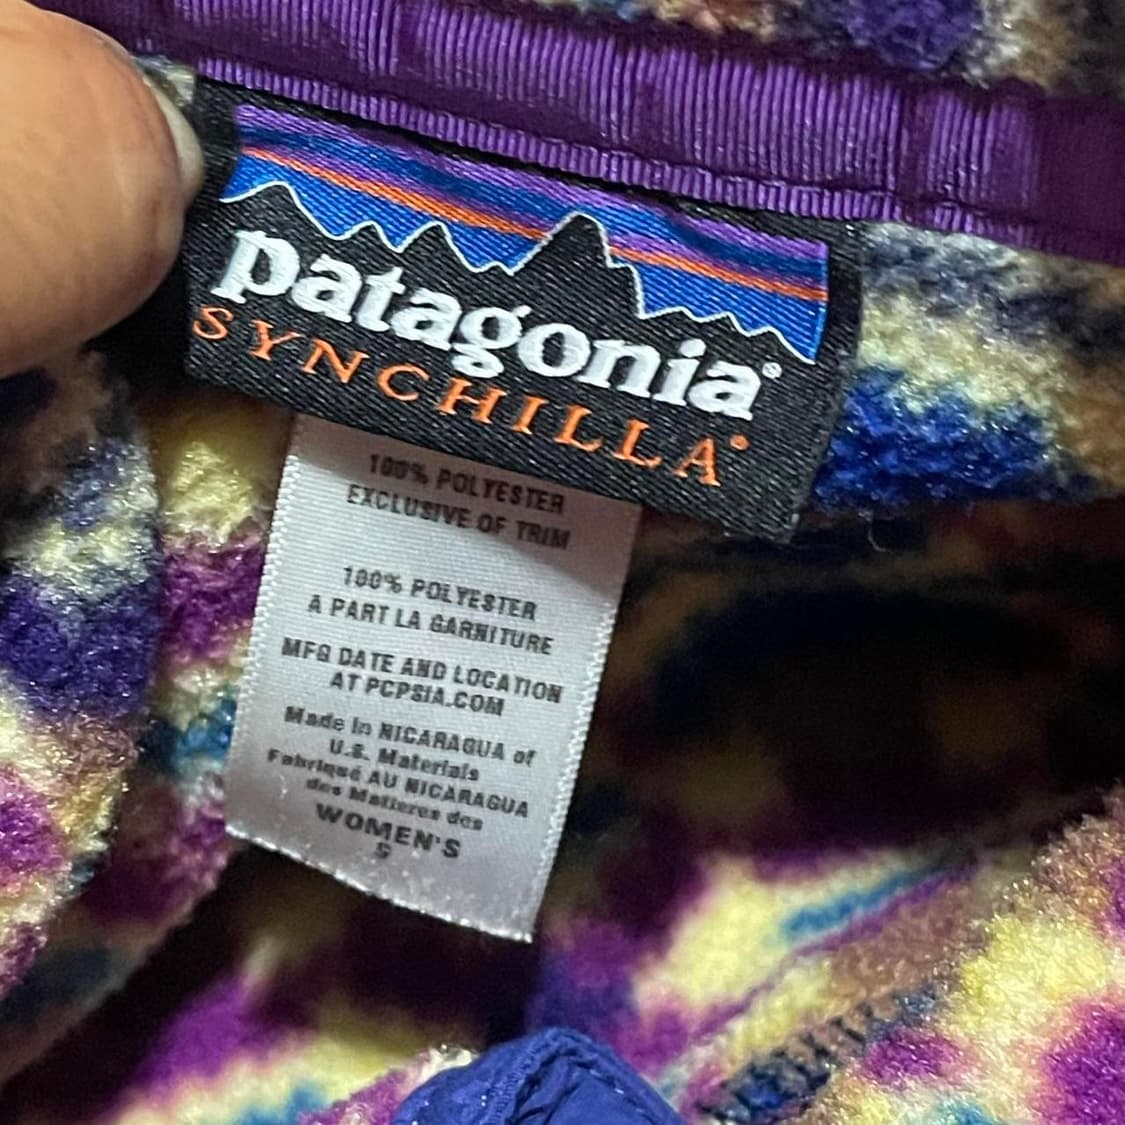 patagonia®
SYNCHILLA®
100% POLYESTER
EXCLUSIVE OF TRIM
100% POLYESTER
A PART LA GARNITURE
MFG DATE AND LOCATION
AT PCPSIA.COM
Made in NICARAGUA of
U.S. Materials
Fabriqué AU NICARAGUA
des Matieres des
WOMEN'S
S